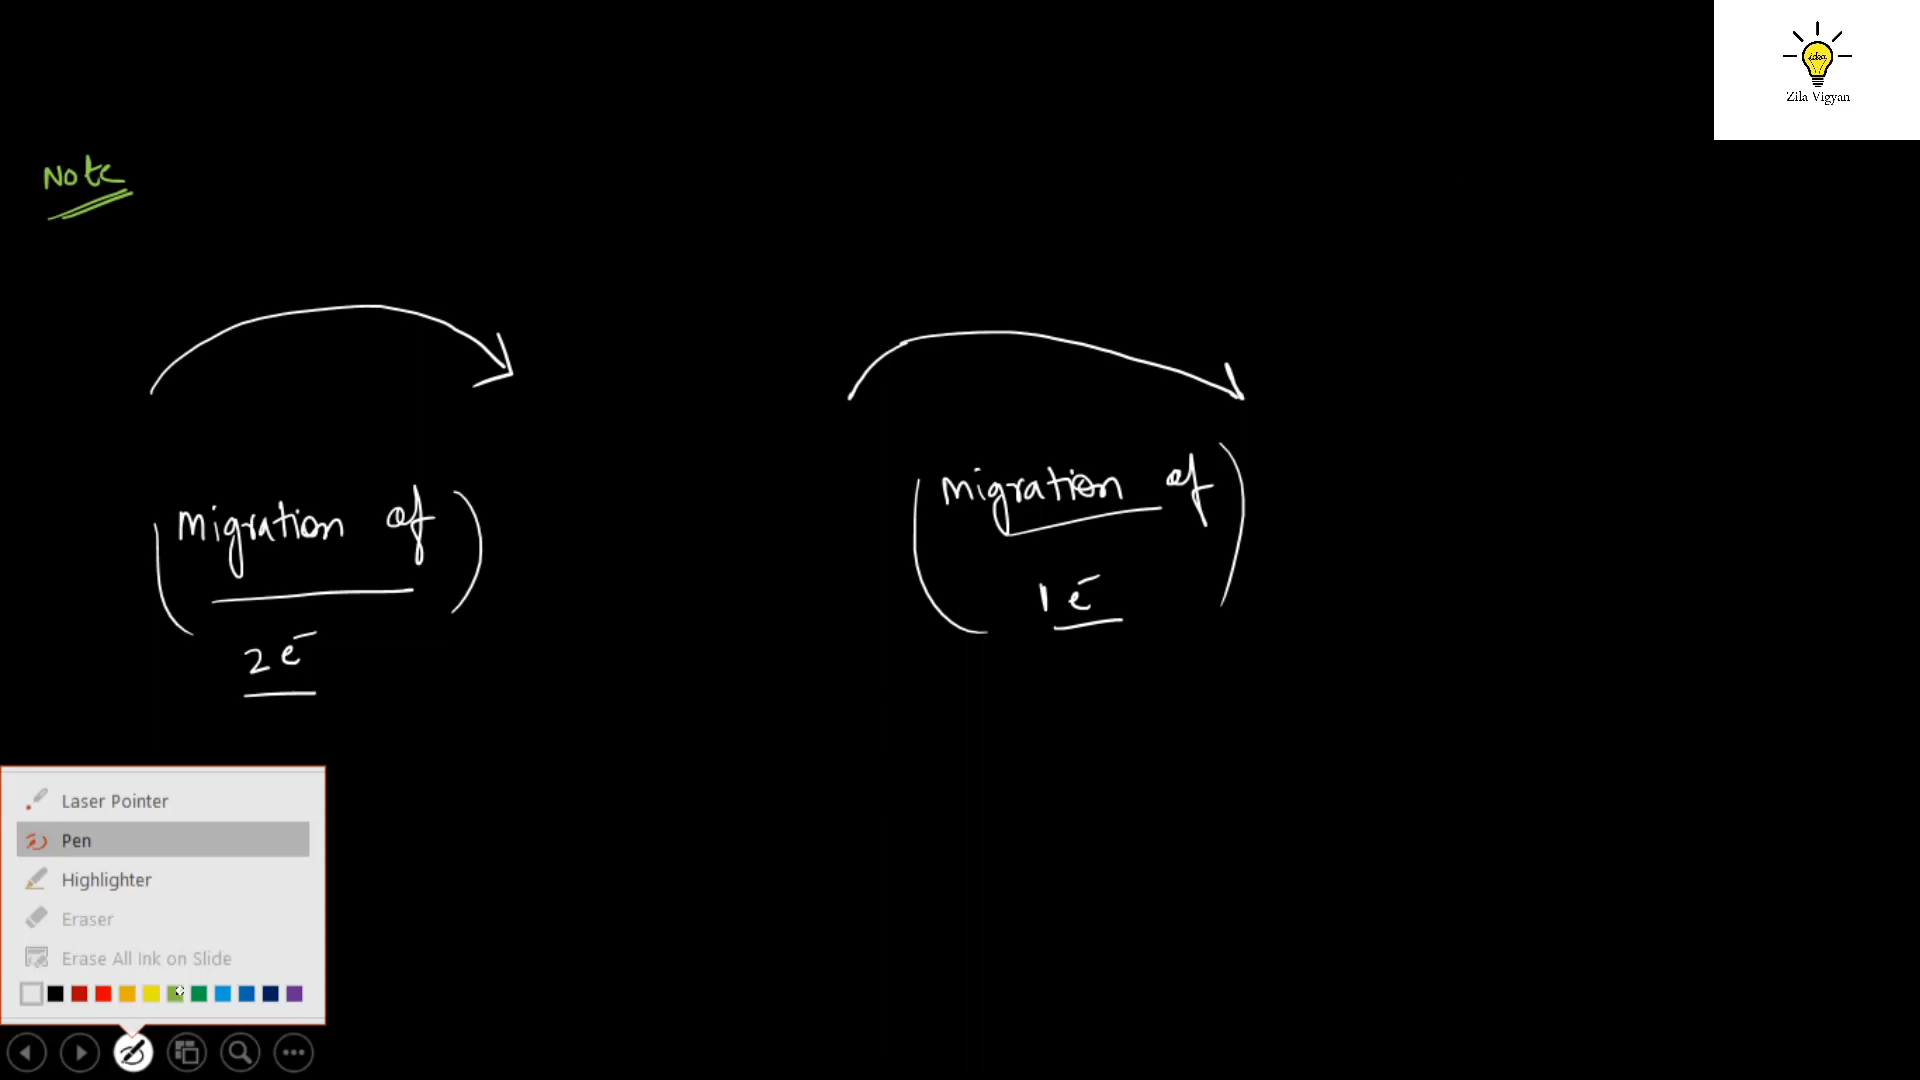 idea
Zila Vigyan
Note
(migration of)
2e⁻
(migration of)
1e⁻
Laser Pointer
Pen
Highlighter
Eraser
Erase All Ink on Slide